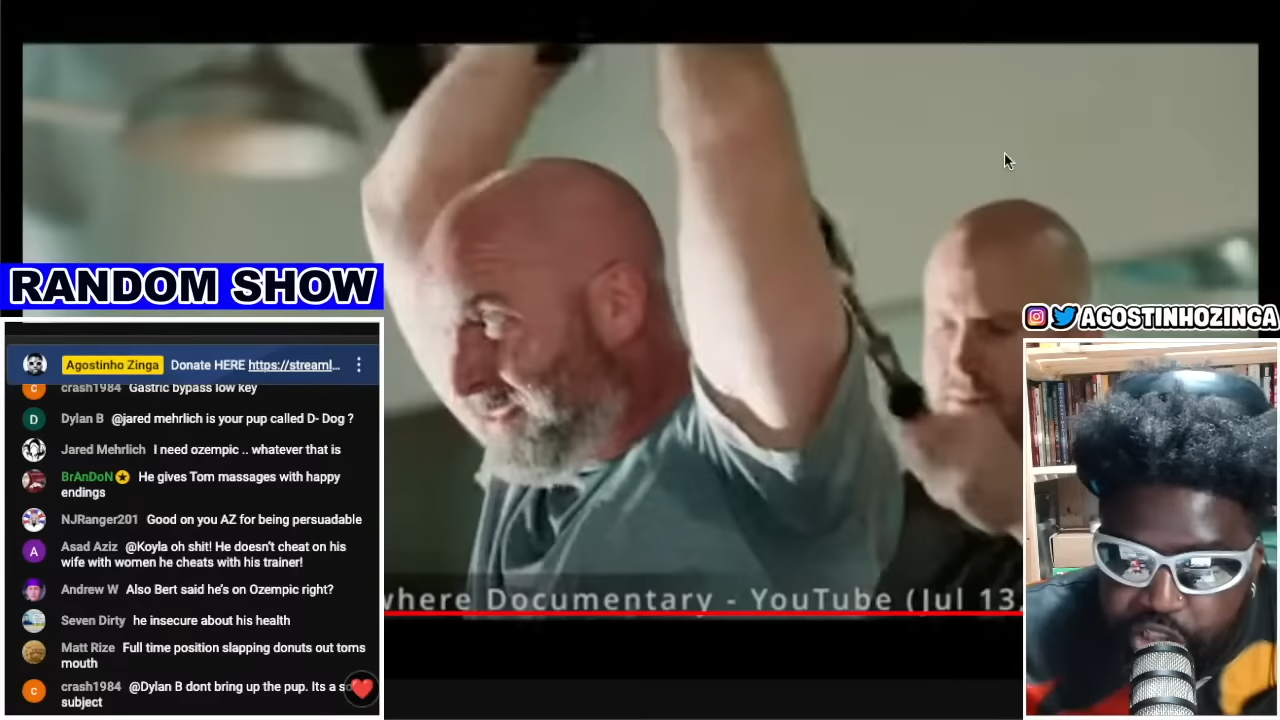 RANDOM SHOW
AGOSTINHOZINGA
Agostinho Zinga Donate HERE https://streaml...
crash1984 Gastric bypass low key
D Dylan B @jared mehrlich is your pup called D- Dog ?
Jared Mehrlich I need ozempic .. whatever that is
BrAnDoN He gives Tom massages with happy
endings
NJRanger201 Good on you AZ for being persuadable
A Asad Aziz @Koyla oh shit! He doesn't cheat on his
wife with women he cheats with his trainer!
Andrew W Also Bert said he's on Ozempic right?
Seven Dirty he insecure about his health
Matt Rize Full time position slapping donuts out toms
mouth
c crash1984 @Dylan B dont bring up the pup. Its a s
subject
where Documentary - YouTube (Jul 13,